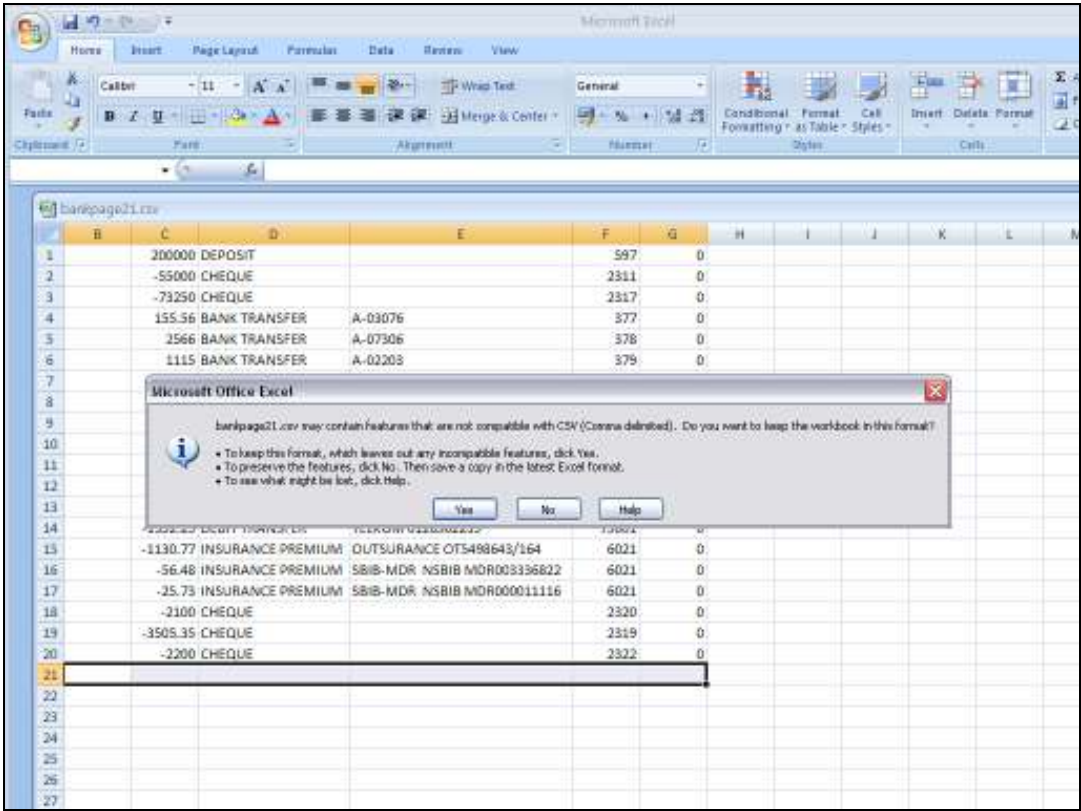 Microsoft Excel
Home Insert Page Layout Formulas Data Review View
Calibri 11 Wrap Text General
Paste B I U Merge & Center % Conditional Formatting Format as Table Cell Styles Insert Delete Format
Clipboard Font Alignment Number Styles Cells
bankpage21.csv
B C D E F G H I J K L
1 200000 DEPOSIT 597 0
2 -55000 CHEQUE 2311 0
3 -73250 CHEQUE 2317 0
4 155.56 BANK TRANSFER A-03076 377 0
5 2566 BANK TRANSFER A-07306 378 0
6 1115 BANK TRANSFER A-02203 379 0
7
Microsoft Office Excel
8
9 bankpage21.csv may contain features that are not compatible with CSV (Comma delimited). Do you want to keep the workbook in this format?
10 • To keep this format, which leaves out any incompatible features, click Yes.
11 • To preserve the features, click No. Then save a copy in the latest Excel format.
12 • To see what might be lost, click Help.
13 Yes No Help
14
15 -1130.77 INSURANCE PREMIUM OUTSURANCE OT5498643/164 6021 0
16 -56.48 INSURANCE PREMIUM SBIB-MDR NSBIB MDR003336822 6021 0
17 -25.73 INSURANCE PREMIUM SBIB-MDR NSBIB MDR000011116 6021 0
18 -2100 CHEQUE 2320 0
19 -3505.35 CHEQUE 2319 0
20 -2200 CHEQUE 2322 0
21
22
23
24
25
26
27